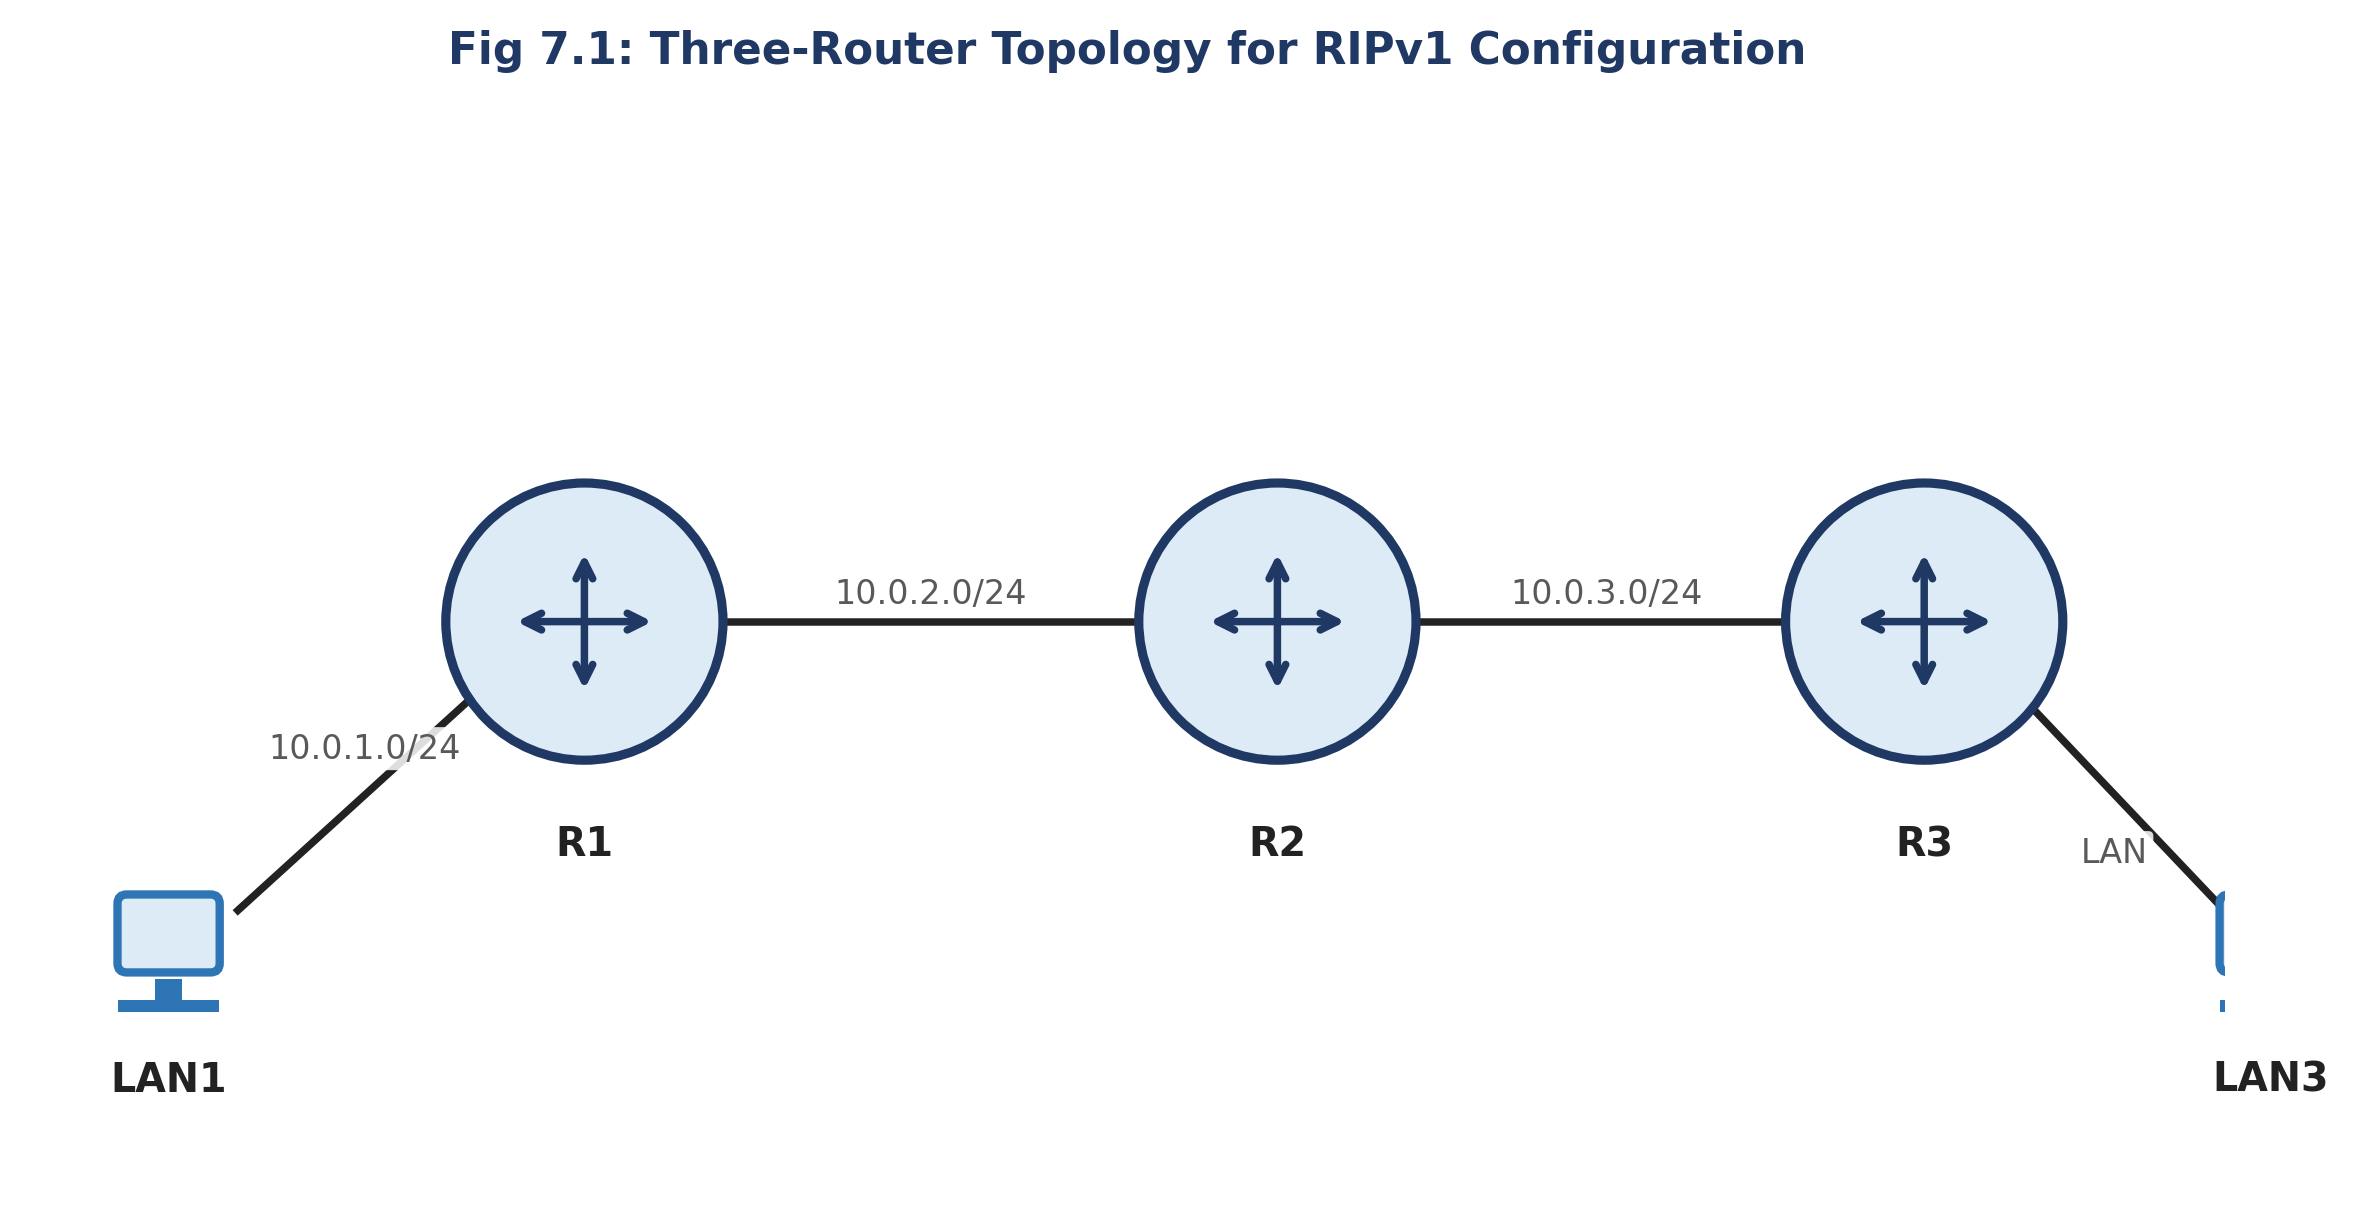 Fig 7.1: Three-Router Topology for RIPv1 Configuration
10.0.2.0/24
10.0.3.0/24
10.0.1.0/24
R1
R2
R3
LAN
LAN1
LAN3